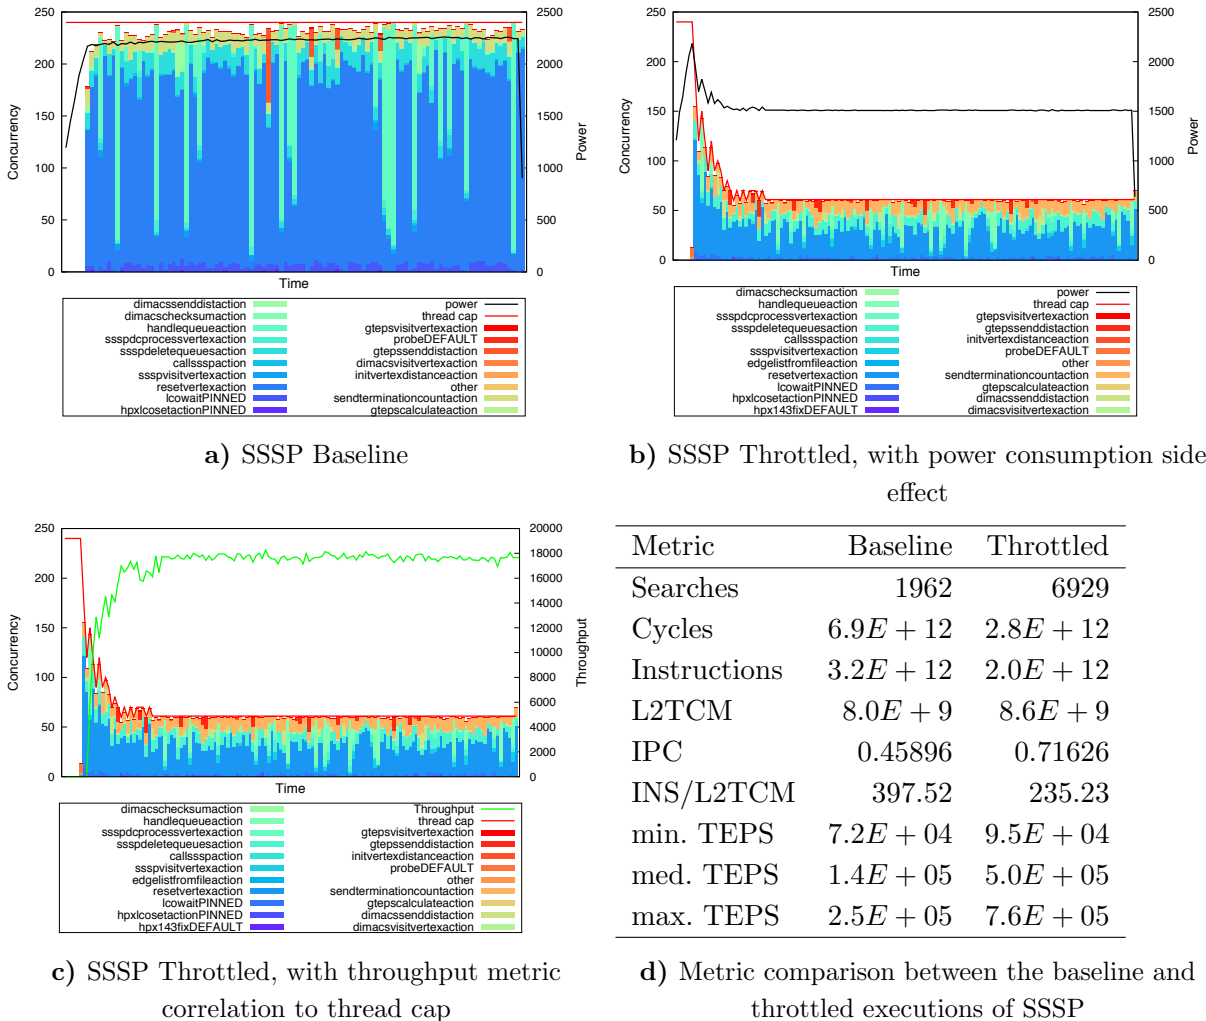 250
200
150
100
50
0
Concurrency
2500
2000
1500
1000
500
0
Power
Time
dimacssenddistaction
dimacschecksumaction
handlequeueaction
ssspdcprocessvertexaction
ssspdeletequeuesaction
callssspaction
ssspvisitvertexaction
resetvertexaction
lcowaitPINNED
hpxlcosetactionPINNED
power
thread cap
gtepsvisitvertexaction
probeDEFAULT
gtepssenddistaction
dimacsvisitvertexaction
initvertexdistanceaction
other
sendterminationcountaction
gtepscalculateaction
a) SSSP Baseline
250
200
150
100
50
0
Concurrency
2500
2000
1500
1000
500
0
Power
Time
dimacschecksumaction
handlequeueaction
ssspdcprocessvertexaction
ssspdeletequeuesaction
callssspaction
ssspvisitvertexaction
edgelistfromfileaction
resetvertexaction
lcowaitPINNED
hpxlcosetactionPINNED
hpx143fixDEFAULT
power
thread cap
gtepsvisitvertexaction
gtepssenddistaction
initvertexdistanceaction
probeDEFAULT
other
sendterminationcountaction
gtepscalculateaction
dimacssenddistaction
dimacsvisitvertexaction
b) SSSP Throttled, with power consumption side
effect
250
200
150
100
50
0
Concurrency
20000
18000
16000
14000
12000
10000
8000
6000
4000
2000
0
Throughput
Time
dimacschecksumaction
handlequeueaction
ssspdcprocessvertexaction
ssspdeletequeuesaction
callssspaction
ssspvisitvertexaction
edgelistfromfileaction
resetvertexaction
lcowaitPINNED
hpxlcosetactionPINNED
hpx143fixDEFAULT
Throughput
thread cap
gtepsvisitvertexaction
gtepssenddistaction
initvertexdistanceaction
probeDEFAULT
other
sendterminationcountaction
gtepscalculateaction
dimacssenddistaction
dimacsvisitvertexaction
c) SSSP Throttled, with throughput metric
correlation to thread cap
Metric Baseline Throttled
Searches 1962 6929
Cycles 6.9E + 12 2.8E + 12
Instructions 3.2E + 12 2.0E + 12
L2TCM 8.0E + 9 8.6E + 9
IPC 0.45896 0.71626
INS/L2TCM 397.52 235.23
min. TEPS 7.2E + 04 9.5E + 04
med. TEPS 1.4E + 05 5.0E + 05
max. TEPS 2.5E + 05 7.6E + 05
d) Metric comparison between the baseline and
throttled executions of SSSP